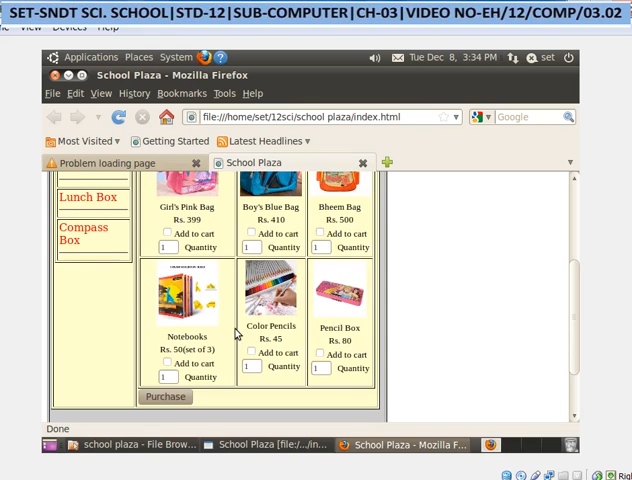 SET-SNDT SCI. SCHOOL|STD-12|SUB-COMPUTER|CH-03|VIDEO NO-EH/12/COMP/03.02
View Devices Help
Applications Places System Tue Dec 8, 3:34 PM set
School Plaza - Mozilla Firefox
File Edit View History Bookmarks Tools Help
file:///home/set/12sci/school plaza/index.html Google
Most Visited Getting Started Latest Headlines
Problem loading page School Plaza
Lunch Box
Compass
Box
Girl's Pink Bag Boy's Blue Bag Bheem Bag
Rs. 399 Rs. 410 Rs. 500
Add to cart Add to cart Add to cart
1 Quantity 1 Quantity 1 Quantity
Notebooks Color Pencils Pencil Box
Rs. 50(set of 3) Rs. 45 Rs. 80
Add to cart Add to cart Add to cart
1 Quantity 1 Quantity 1 Quantity
Purchase
Done
school plaza - File Brow... School Plaza [file:/.../in... School Plaza - Mozilla F...